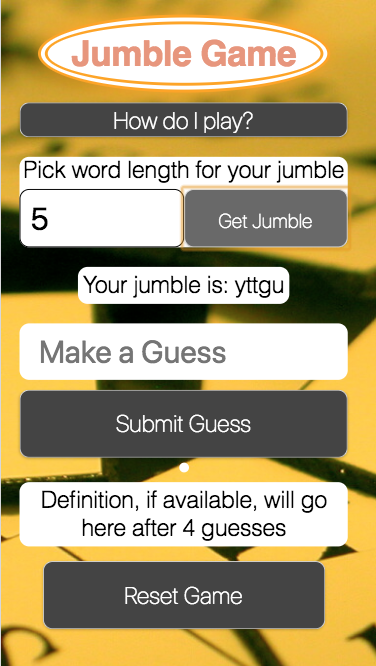 Jumble Game
How do I play?
Pick word length for your jumble
5
Get Jumble
Your jumble is: yttgu
Make a Guess
Submit Guess
Definition, if available, will go
here after 4 guesses
Reset Game